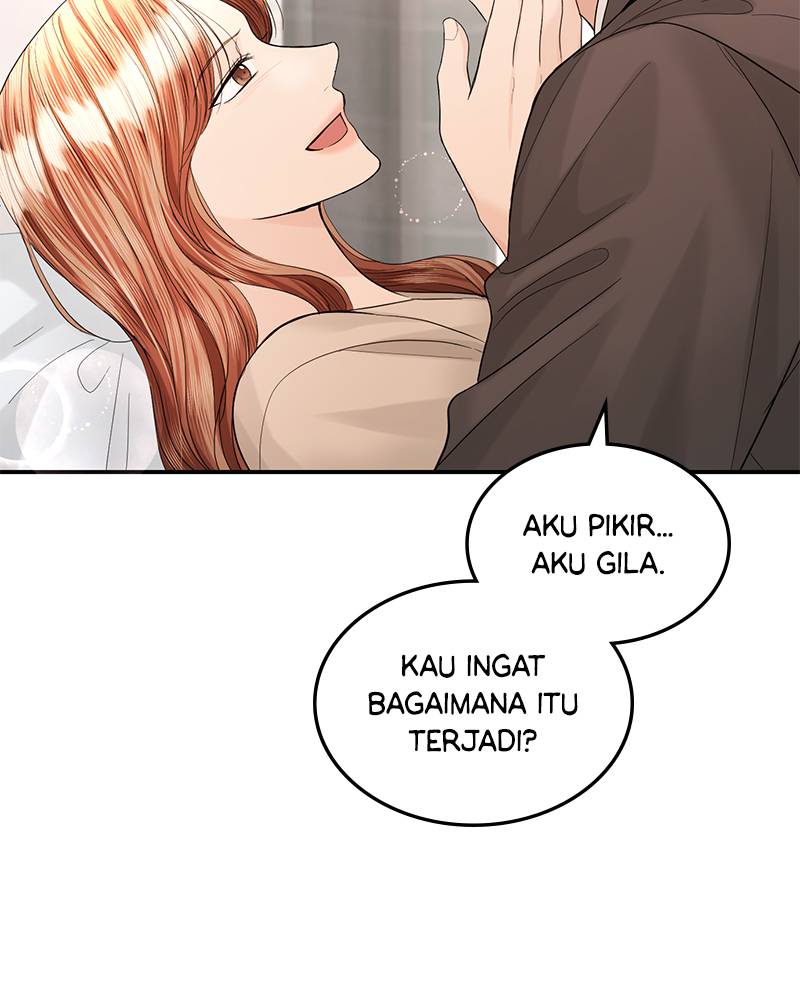 AKU PIKIR...
AKU GILA.
KAU INGAT
BAGAIMANA ITU
TERJADI?